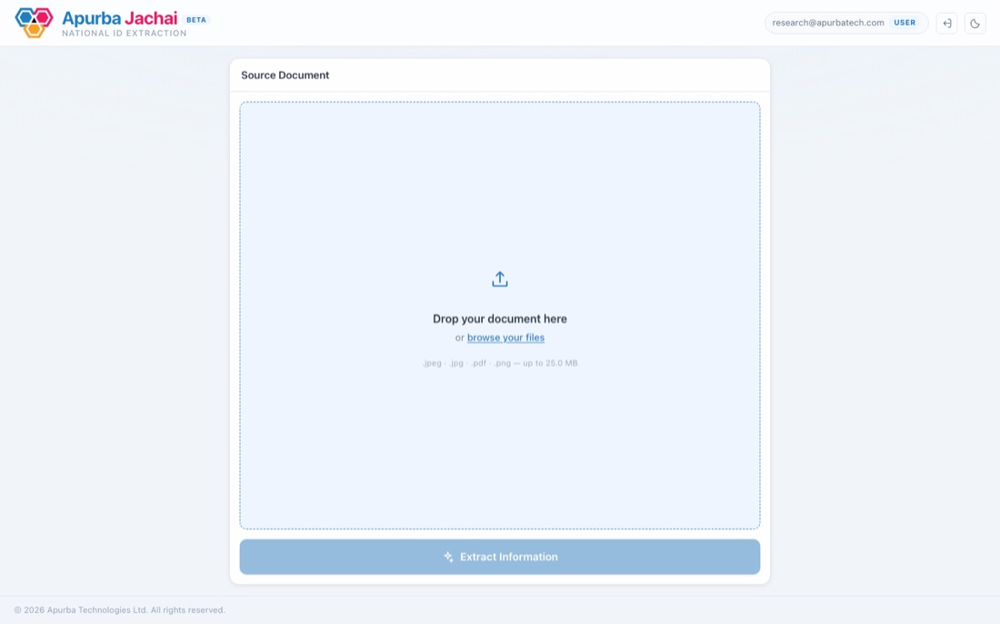 Apurba Jachai BETA
NATIONAL ID EXTRACTION
research@apurbatech.com USER
Source Document
Drop your document here
or browse your files
.jpeg · .jpg · .pdf · .png — up to 25.0 MB
Extract Information
© 2026 Apurba Technologies Ltd. All rights reserved.